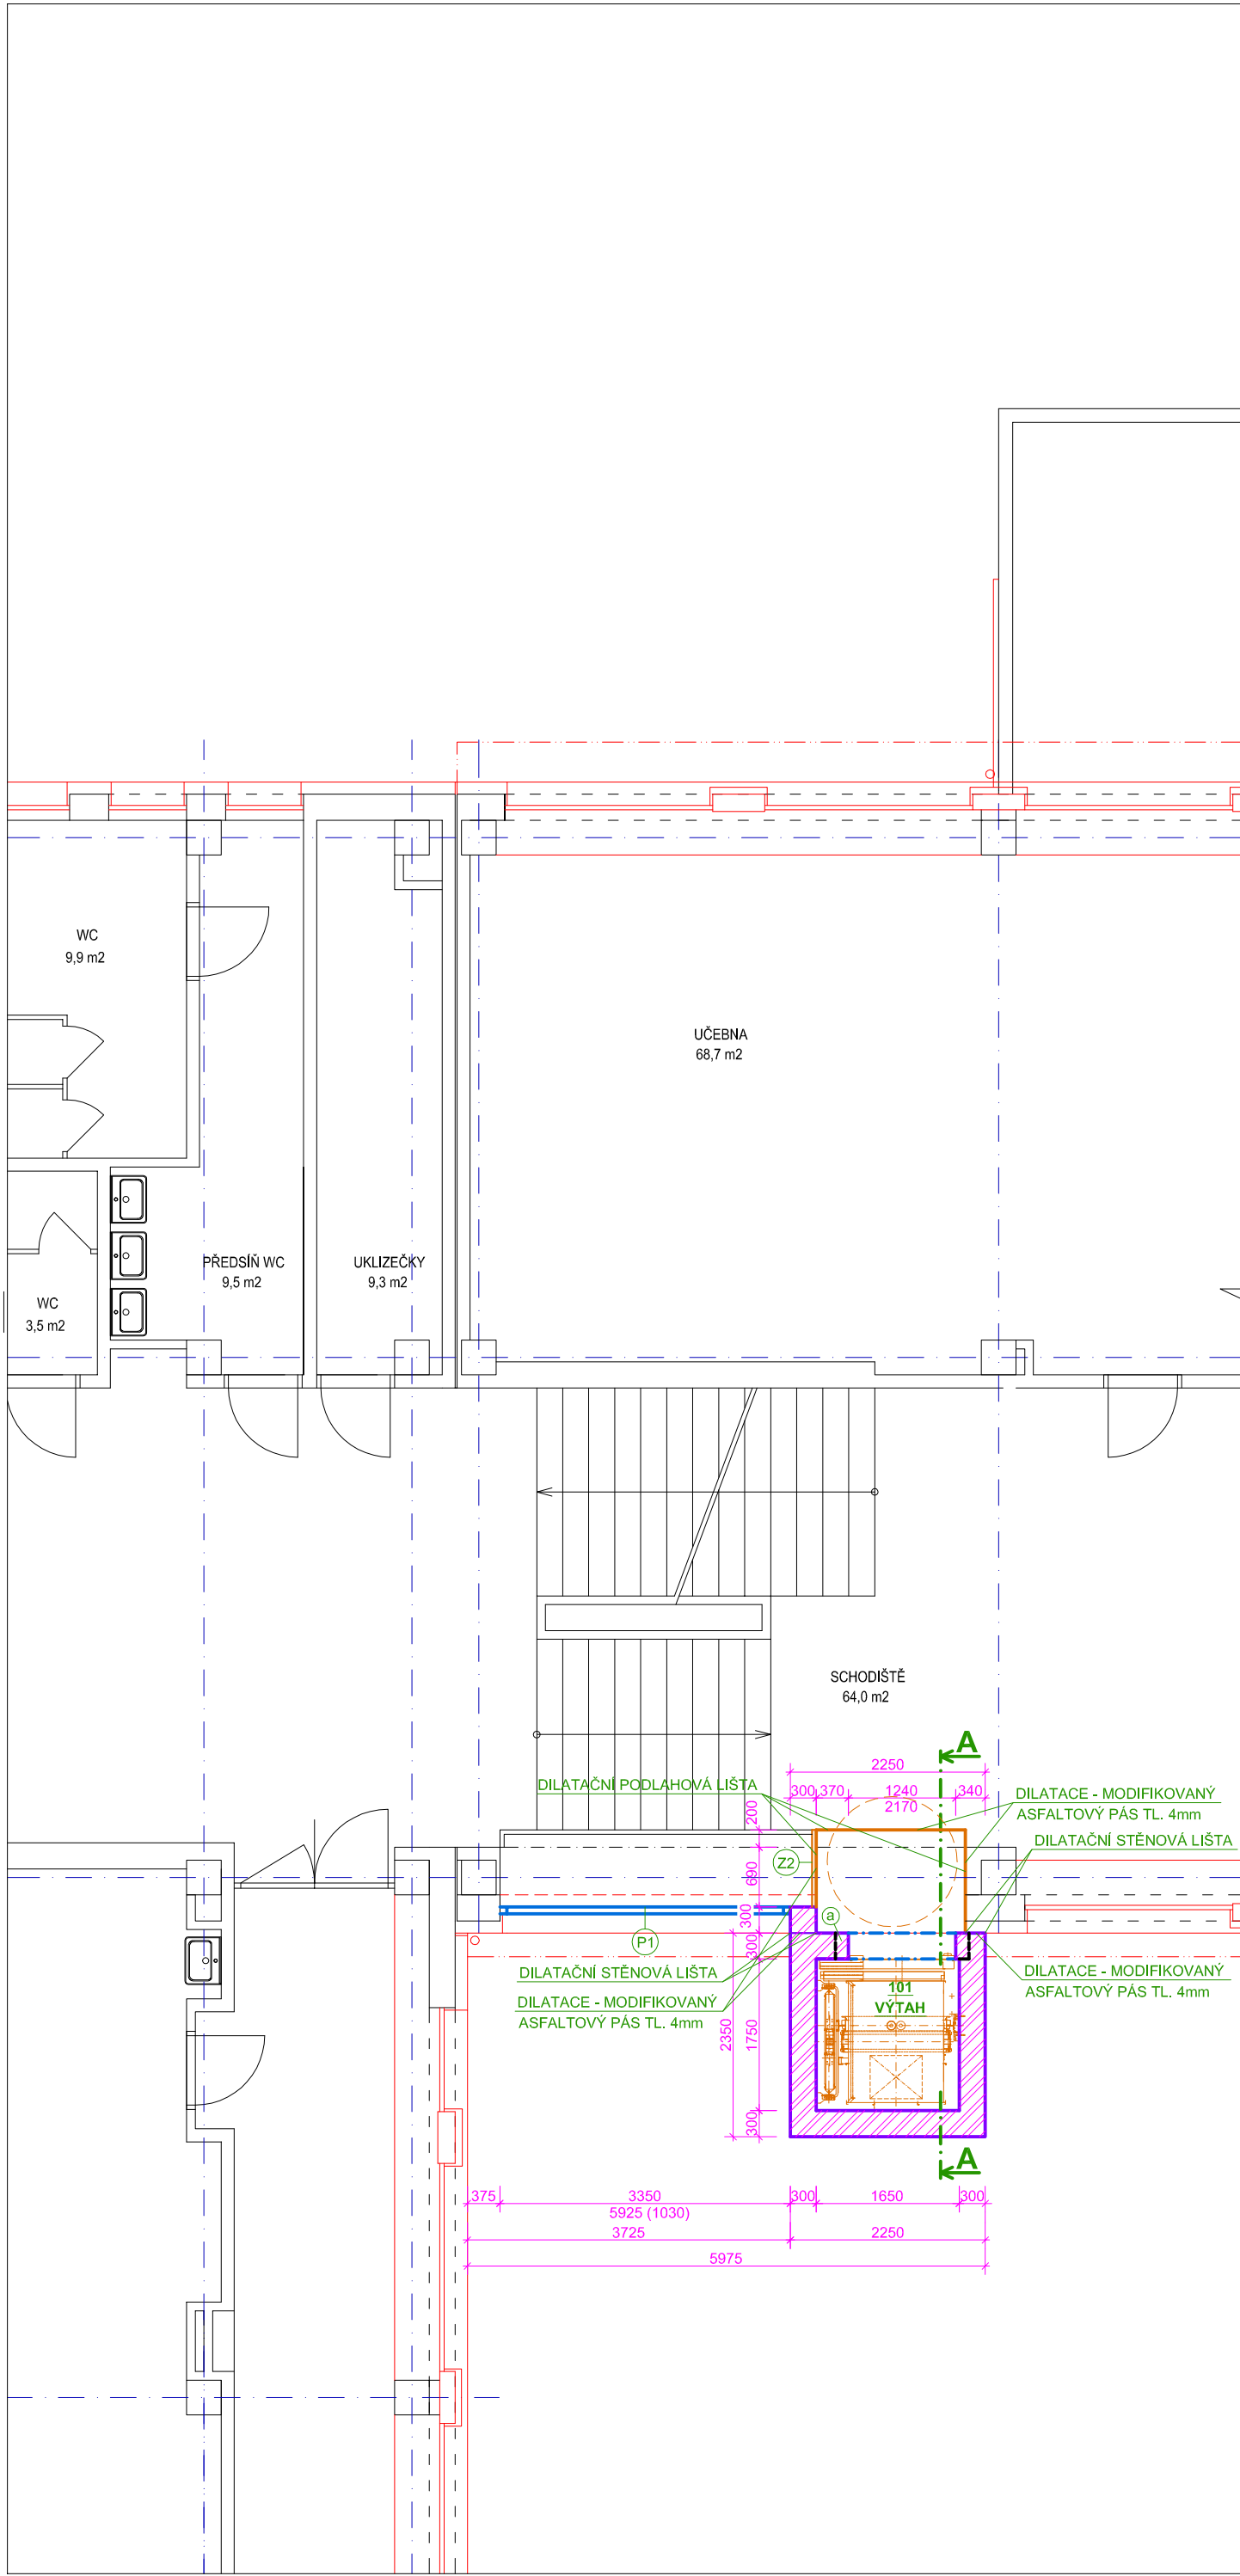 WC
9,9 m2
UČEBNA
68,7 m2
PŘEDSÍŇ WC
9,5 m2
UKLIZEČKY
9,3 m2
WC
3,5 m2
SCHODIŠTĚ
64,0 m2
A
2250
DILATAČNÍ PODLAHOVÁ LIŠTA
300
370
1240
340
2170
DILATACE - MODIFIKOVANÝ
ASFALTOVÝ PÁS TL. 4mm
200
DILATAČNÍ STĚNOVÁ LIŠTA
Z2
690
300
a
P1
300
DILATAČNÍ STĚNOVÁ LIŠTA
DILATACE - MODIFIKOVANÝ
ASFALTOVÝ PÁS TL. 4mm
DILATACE - MODIFIKOVANÝ
ASFALTOVÝ PÁS TL. 4mm
101
VÝTAH
2350
1750
300
A
375
3350
300
1650
300
5925 (1030)
3725
2250
5975